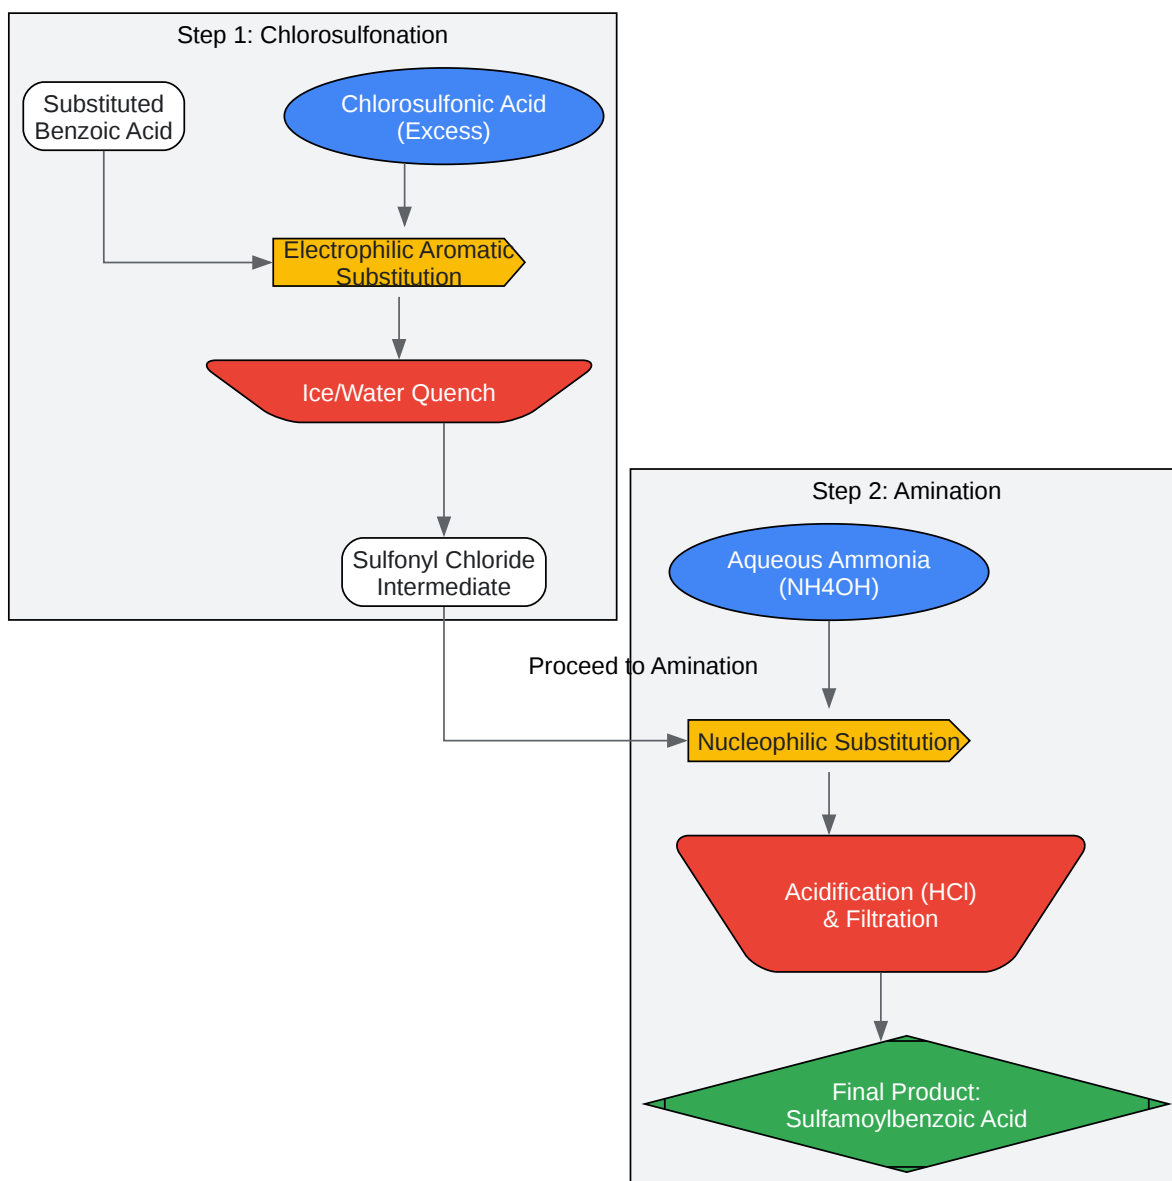 Step 1: Chlorosulfonation
Substituted
Benzoic Acid
Chlorosulfonic Acid
(Excess)
Electrophilic Aromatic
Substitution
Ice/Water Quench
Sulfonyl Chloride
Intermediate
Proceed to Amination
Step 2: Amination
Aqueous Ammonia
(NH4OH)
Nucleophilic Substitution
Acidification (HCl)
& Filtration
Final Product:
Sulfamoylbenzoic Acid